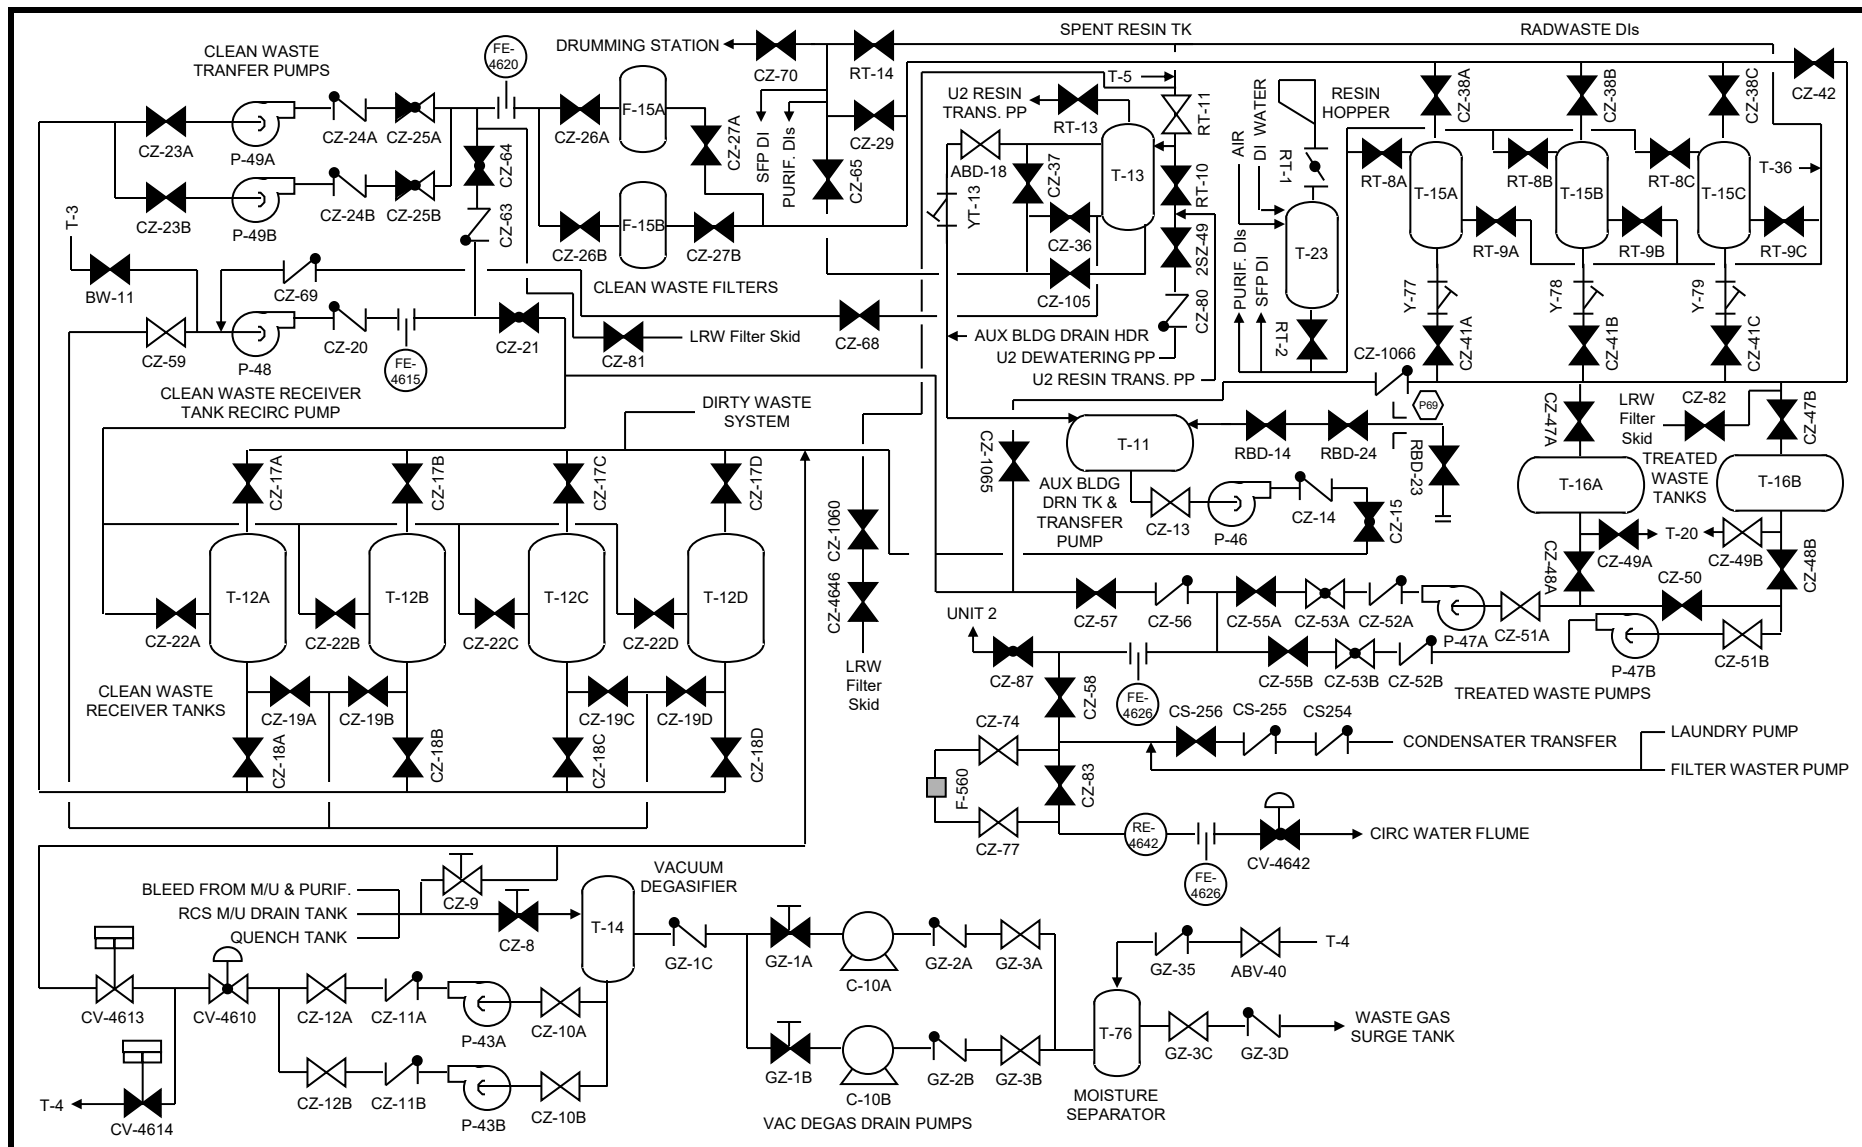 CLEAN WASTE
TRANFER PUMPS
FE-
4620
DRUMMING STATION
CZ-70
RT-14
SPENT RESIN TK
RADWASTE DIs
T-5
CZ-42
CZ-38A
CZ-38B
CZ-38C
U2 RESIN
TRANS. PP
RT-13
RT-11
RESIN
HOPPER
CZ-23A
P-49A
CZ-24A
CZ-25A
CZ-26A
F-15A
CZ-27A
SFP DI
PURIF. DIs
CZ-29
CZ-65
ABD-18
CZ-37
T-13
RT-10
AIR
DI WATER
RT-1
RT-8A
T-15A
RT-8B
T-15B
RT-8C
T-15C
T-36
CZ-64
CZ-23B
P-49B
CZ-24B
CZ-25B
CZ-63
CZ-26B
F-15B
CZ-27B
YT-13
CZ-36
2SZ-49
T-23
RT-9A
RT-9B
RT-9C
T-3
BW-11
CZ-69
CLEAN WASTE FILTERS
CZ-105
CZ-80
PURIF. DIs
SFP DI
RT-2
Y-77
Y-78
Y-79
CZ-59
P-48
CZ-20
FE-
4615
CZ-21
CZ-81
LRW Filter Skid
CZ-68
AUX BLDG DRAIN HDR
U2 DEWATERING PP
U2 RESIN TRANS. PP
CZ-41A
CZ-41B
CZ-41C
CZ-1066
CLEAN WASTE RECEIVER
TANK RECIRC PUMP
DIRTY WASTE
SYSTEM
P69
CZ-47A
LRW
Filter
Skid
CZ-82
CZ-47B
CZ-1065
T-11
RBD-14
RBD-24
RBD-23
T-16A
TREATED
WASTE
TANKS
T-16B
CZ-17A
CZ-17B
CZ-17C
CZ-17D
AUX BLDG
DRN TK &
TRANSFER
PUMP
CZ-13
P-46
CZ-14
CZ-15
CZ-1060
CZ-4646
LRW
Filter
Skid
CZ-48A
CZ-49A
T-20
CZ-49B
CZ-48B
CZ-50
T-12A
T-12B
T-12C
T-12D
CZ-22A
CZ-22B
CZ-22C
CZ-22D
CZ-57
CZ-56
CZ-55A
CZ-53A
CZ-52A
P-47A
CZ-51A
P-47B
CZ-51B
UNIT 2
CZ-87
FE-
4626
CZ-55B
CZ-53B
CZ-52B
TREATED WASTE PUMPS
CLEAN WASTE
RECEIVER TANKS
CZ-19A
CZ-19B
CZ-19C
CZ-19D
CZ-18A
CZ-18B
CZ-18C
CZ-18D
CZ-58
CZ-74
CS-256
CS-255
CS254
CONDENSATER TRANSFER
LAUNDRY PUMP
FILTER WASTER PUMP
F-560
CZ-83
CZ-77
RE-
4642
FE-
4626
CV-4642
CIRC WATER FLUME
BLEED FROM M/U & PURIF.
RCS M/U DRAIN TANK
QUENCH TANK
CZ-9
CZ-8
VACUUM
DEGASIFIER
T-14
GZ-1C
GZ-1A
C-10A
GZ-2A
GZ-3A
GZ-35
ABV-40
T-4
CV-4613
CV-4610
CZ-12A
CZ-11A
P-43A
CZ-10A
T-76
GZ-3C
GZ-3D
WASTE GAS
SURGE TANK
T-4
CV-4614
CZ-12B
CZ-11B
P-43B
CZ-10B
GZ-1B
C-10B
GZ-2B
GZ-3B
VAC DEGAS DRAIN PUMPS
MOISTURE
SEPARATOR